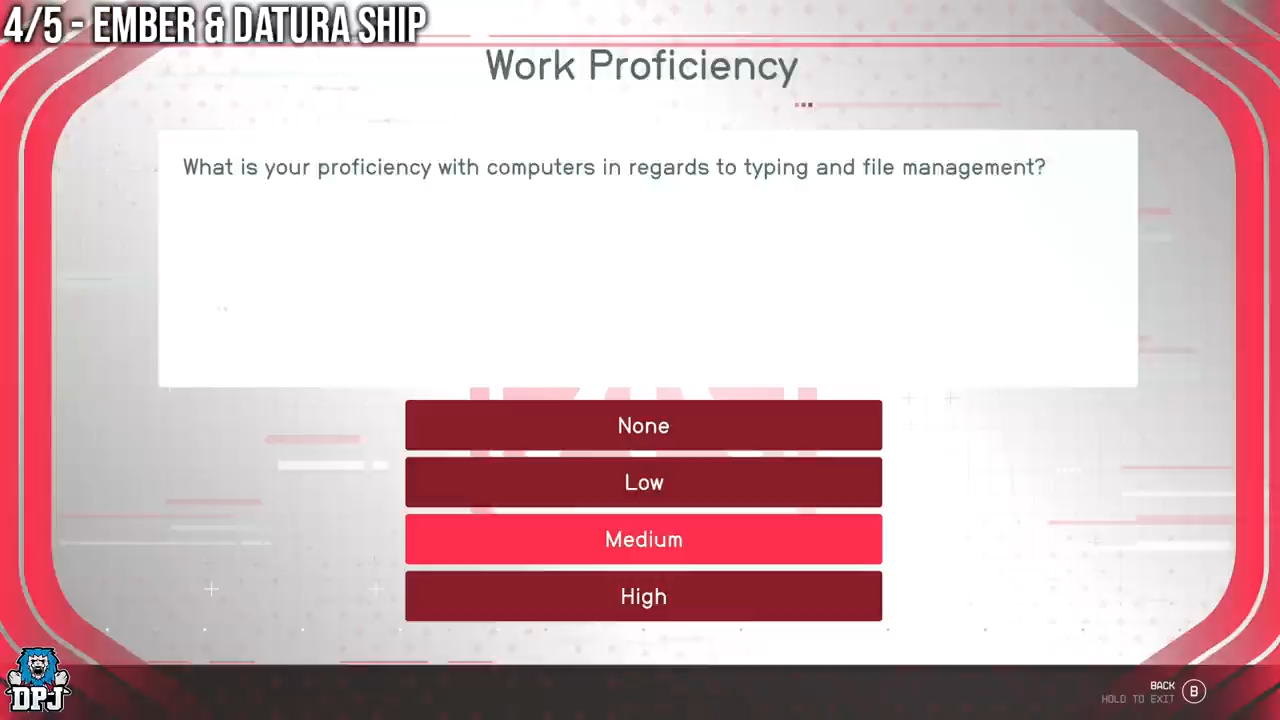 4/5 - EMBER & DATURA SHIP
Work Proficiency
What is your proficiency with computers in regards to typing and file management?
None
Low
Medium
High
BACK
HOLD TO EXIT
B
DPJ